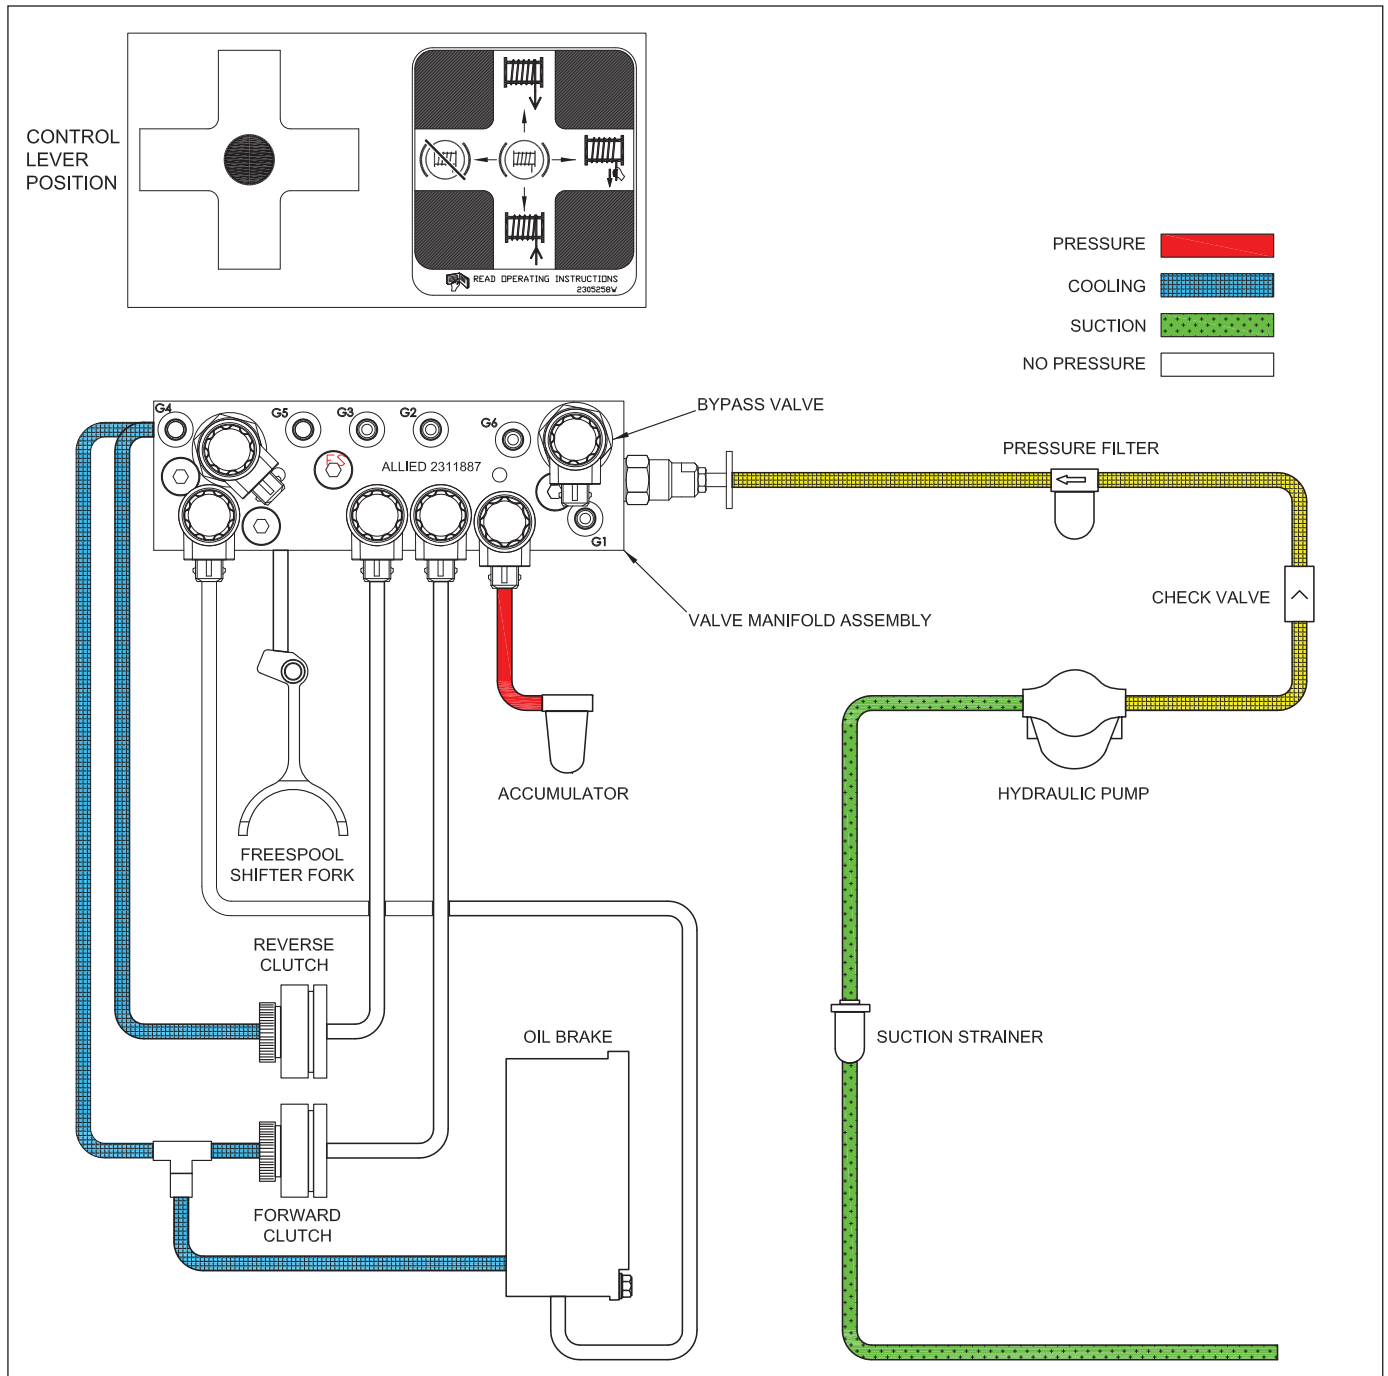 CONTROL
LEVER
POSITION
READ OPERATING INSTRUCTIONS
2305258W
PRESSURE
COOLING
SUCTION
NO PRESSURE
G4
G5
G3
G2
G6
BYPASS VALVE
FS
ALLIED 2311887
G1
PRESSURE FILTER
VALVE MANIFOLD ASSEMBLY
CHECK VALVE
ACCUMULATOR
HYDRAULIC PUMP
FREESPOOL
SHIFTER FORK
REVERSE
CLUTCH
OIL BRAKE
SUCTION STRAINER
FORWARD
CLUTCH